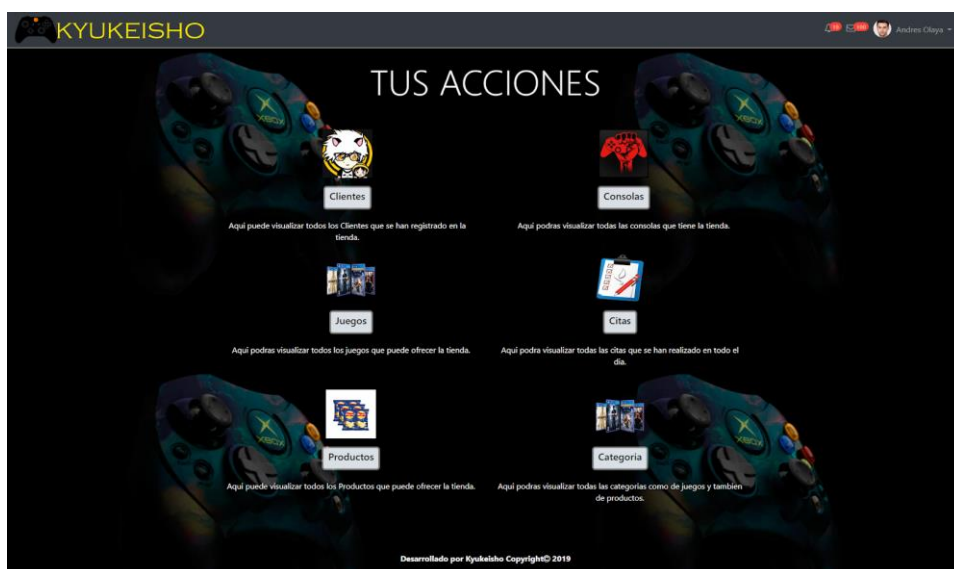 KYUKEISHO
Andres Olaya
TUS ACCIONES
Clientes
Aqui puede visualizar todos los Clientes que se han registrado en la
tienda.
Consolas
Aqui podras visualizar todas las consolas que tiene la tienda.
Juegos
Aqui podras visualizar todos los juegos que puede ofrecer la tienda.
Citas
Aqui podra visualizar todas las citas que se han realizado en todo el
dia.
Productos
Aqui puede visualizar todos los Productos que puede ofrecer la tienda.
Categoria
Aqui podras visualizar todas las categorias como de juegos y tambien
de productos.
Desarrollado por Kyukeisho Copyright© 2019